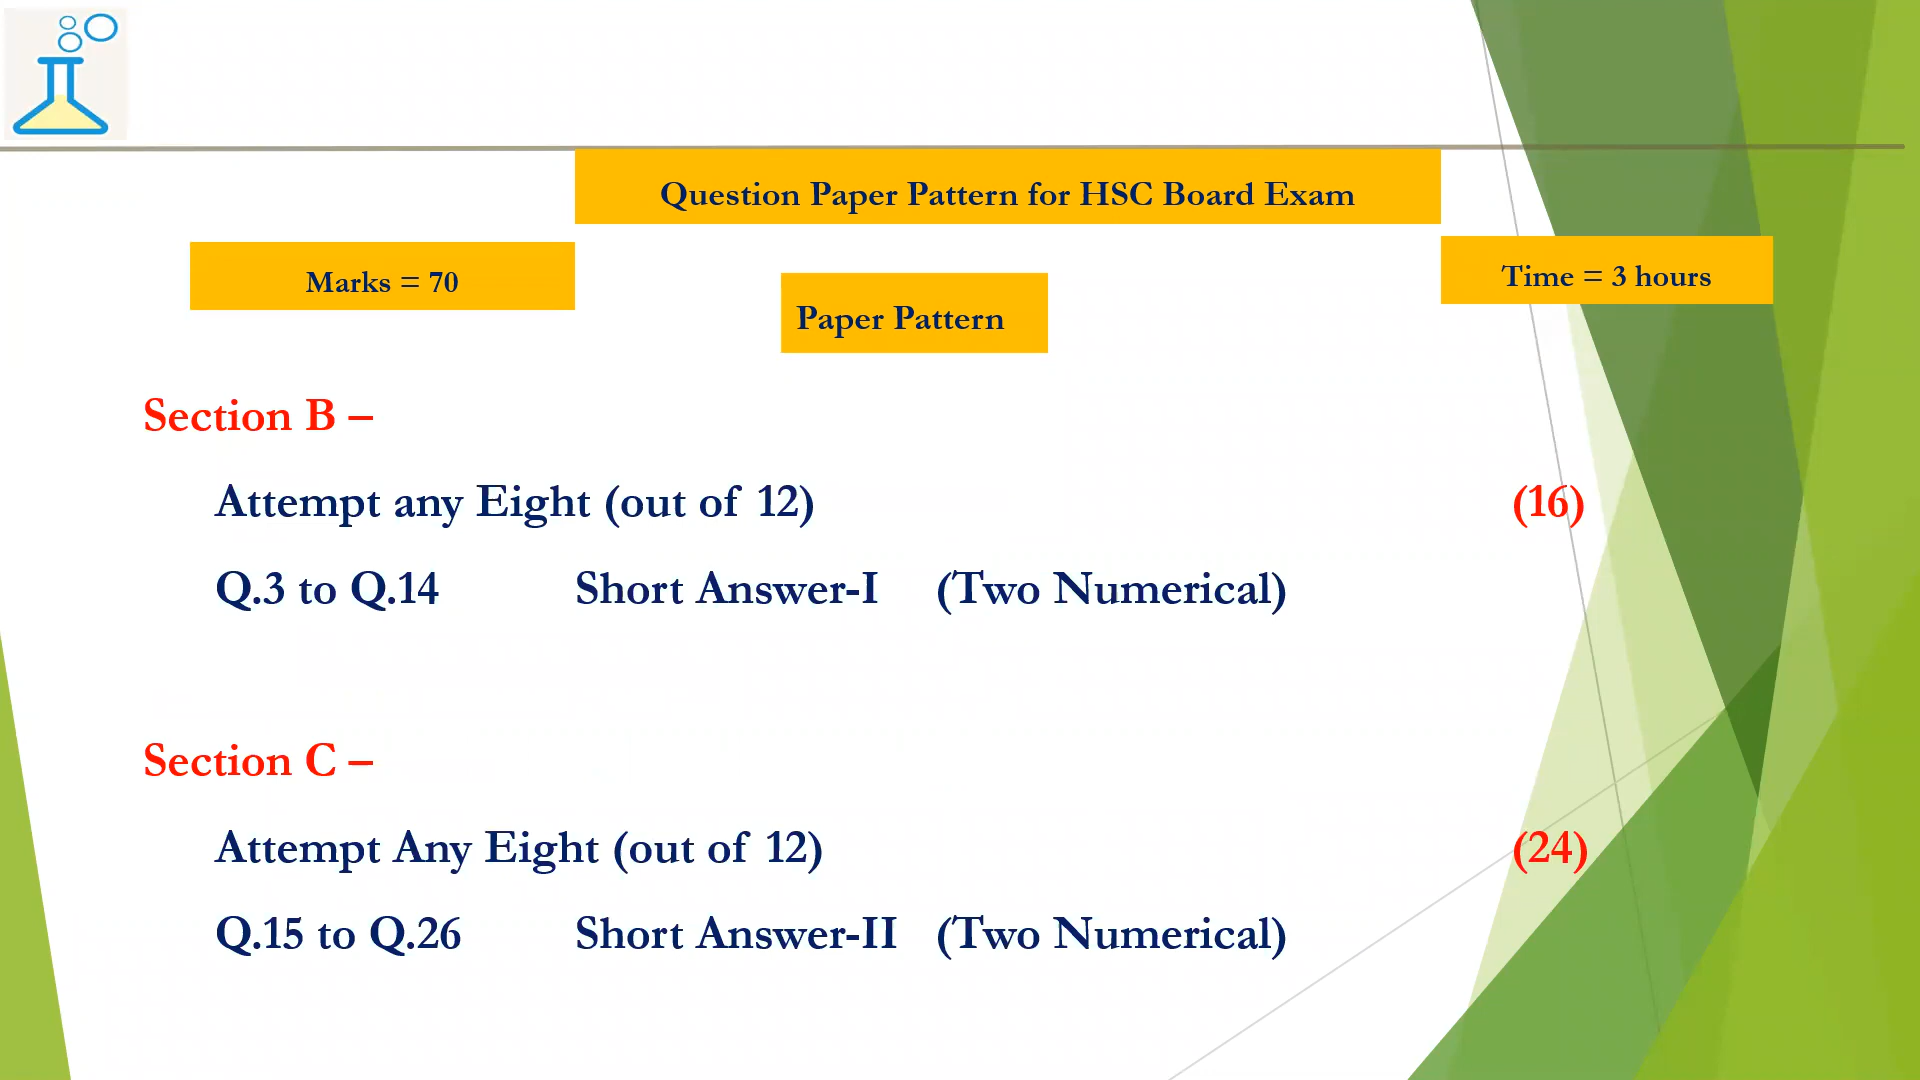 Question Paper Pattern for HSC Board Exam
Marks = 70
Time = 3 hours
Paper Pattern
Section B –
Attempt any Eight (out of 12) (16)
Q.3 to Q.14 Short Answer-I (Two Numerical)
Section C –
Attempt Any Eight (out of 12) (24)
Q.15 to Q.26 Short Answer-II (Two Numerical)